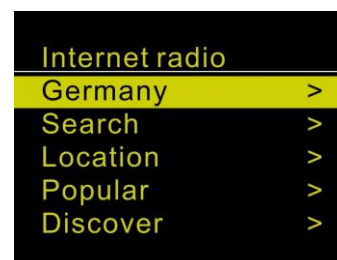 Internet radio
Germany >
Search >
Location >
Popular >
Discover >